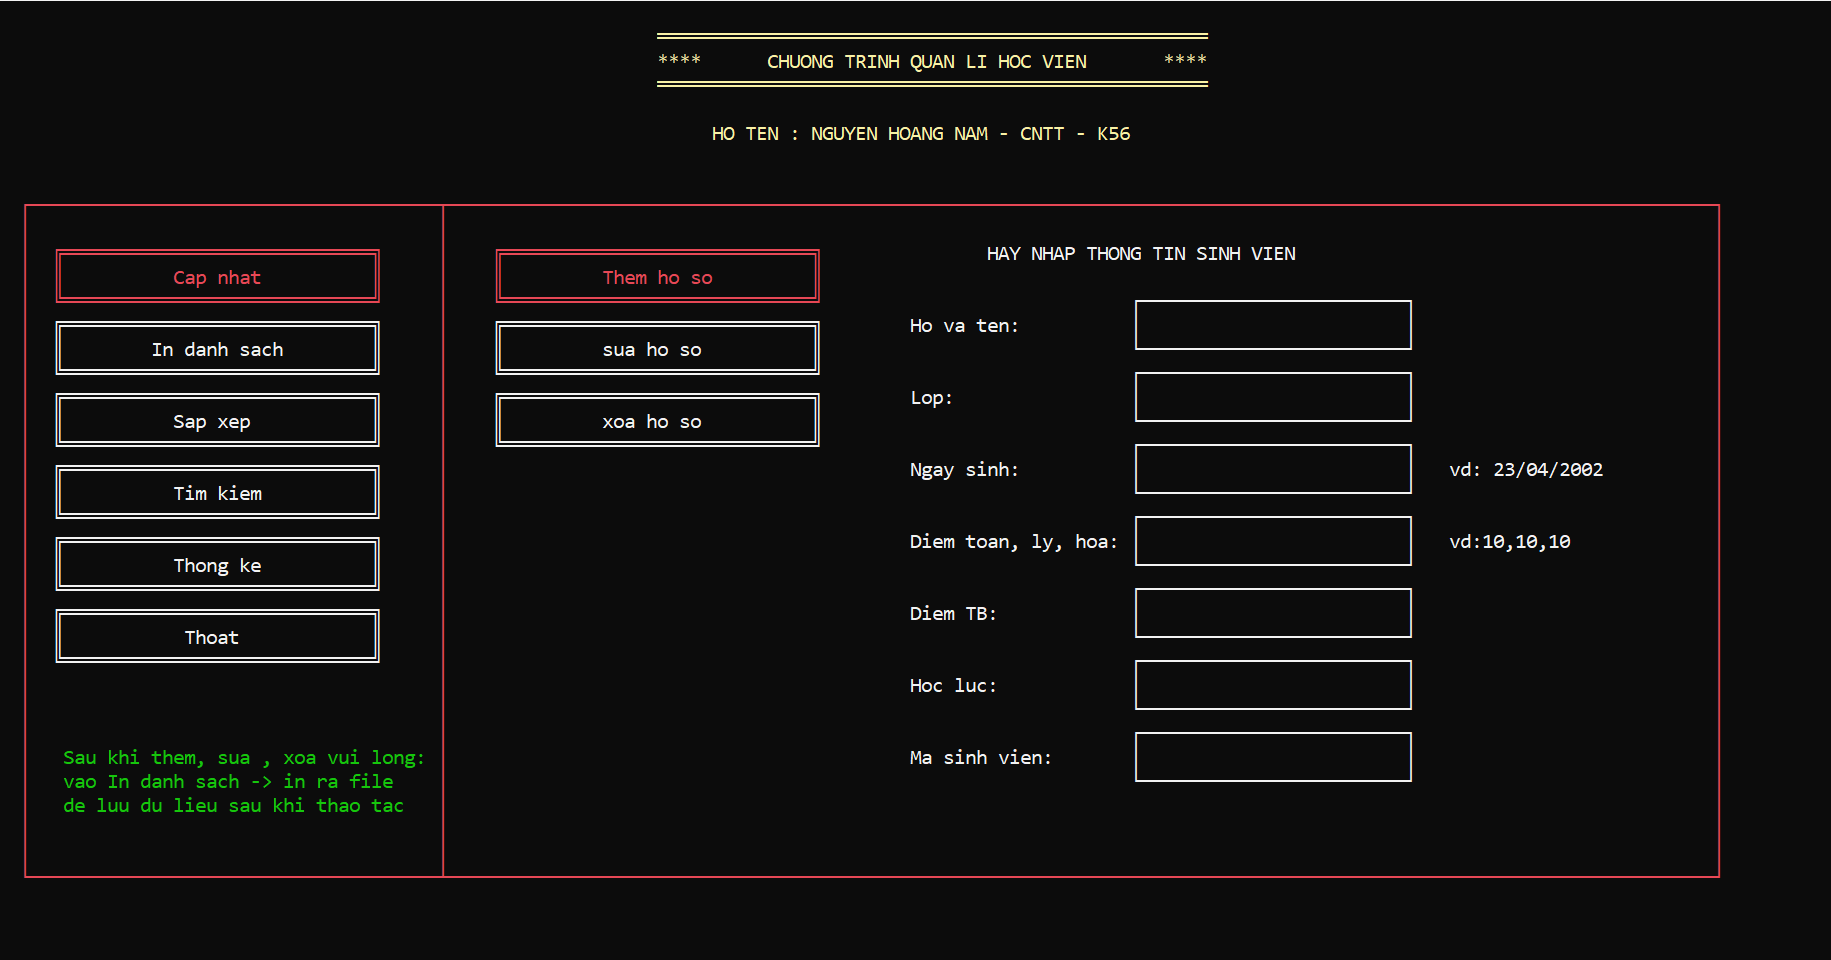 **** CHUONG TRINH QUAN LI HOC VIEN ****
HO TEN : NGUYEN HOANG NAM - CNTT - K56
Cap nhat
In danh sach
Sap xep
Tim kiem
Thong ke
Thoat
Sau khi them, sua , xoa vui long:
vao In danh sach -> in ra file
de luu du lieu sau khi thao tac
Them ho so
sua ho so
xoa ho so
HAY NHAP THONG TIN SINH VIEN
Ho va ten:
Lop:
Ngay sinh: vd: 23/04/2002
Diem toan, ly, hoa: vd:10,10,10
Diem TB:
Hoc luc:
Ma sinh vien: